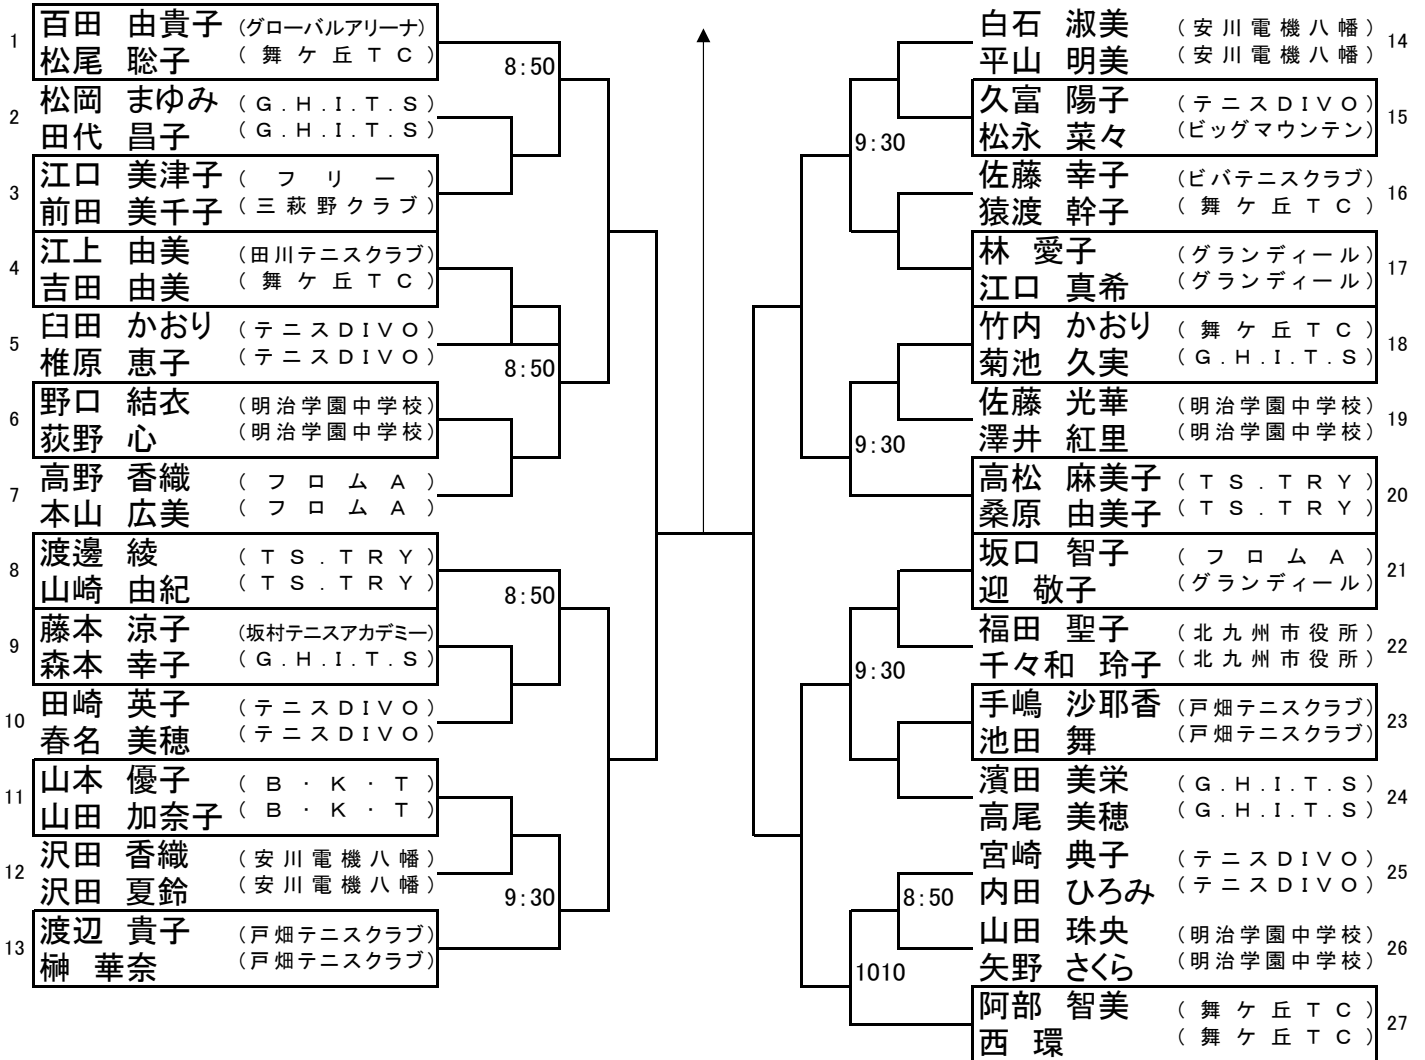 1
百田 由貴子 (グローバルアリーナ)
松尾 聡子 (舞ケ丘TC)
8:50
2
松岡 まゆみ (G.H.I.T.S)
田代 昌子 (G.H.I.T.S)
3
江口 美津子 (フリー)
前田 美千子 (三萩野クラブ)
4
江上 由美 (田川テニスクラブ)
吉田 由美 (舞ケ丘TC)
5
臼田 かおり (テニスDIVO)
椎原 恵子 (テニスDIVO)
8:50
6
野口 結衣 (明治学園中学校)
荻野 心 (明治学園中学校)
7
高野 香織 (フロムA)
本山 広美 (フロムA)
8
渡邊 綾 (TS.TRY)
山崎 由紀 (TS.TRY)
8:50
9
藤本 涼子 (坂村テニスアカデミー)
森本 幸子 (G.H.I.T.S)
10
田崎 英子 (テニスDIVO)
春名 美穂 (テニスDIVO)
11
山本 優子 (B・K・T)
山田 加奈子 (B・K・T)
12
沢田 香織 (安川電機八幡)
沢田 夏鈴 (安川電機八幡)
9:30
13
渡辺 貴子 (戸畑テニスクラブ)
榊 華奈 (戸畑テニスクラブ)
白石 淑美 (安川電機八幡)
平山 明美 (安川電機八幡)
14
久富 陽子 (テニスDIVO)
松永 菜々 (ビッグマウンテン)
15
9:30
佐藤 幸子 (ビバテニスクラブ)
猿渡 幹子 (舞ケ丘TC)
16
林 愛子 (グランディール)
江口 真希 (グランディール)
17
竹内 かおり (舞ケ丘TC)
菊池 久実 (G.H.I.T.S)
18
佐藤 光華 (明治学園中学校)
澤井 紅里 (明治学園中学校)
19
9:30
高松 麻美子 (TS.TRY)
桑原 由美子 (TS.TRY)
20
坂口 智子 (フロムA)
迎 敬子 (グランディール)
21
福田 聖子 (北九州市役所)
千々和 玲子 (北九州市役所)
22
9:30
手嶋 沙耶香 (戸畑テニスクラブ)
池田 舞 (戸畑テニスクラブ)
23
濱田 美栄 (G.H.I.T.S)
高尾 美穂 (G.H.I.T.S)
24
宮崎 典子 (テニスDIVO)
内田 ひろみ (テニスDIVO)
25
8:50
山田 珠央 (明治学園中学校)
矢野 さくら (明治学園中学校)
26
1010
阿部 智美 (舞ケ丘TC)
西 環 (舞ケ丘TC)
27